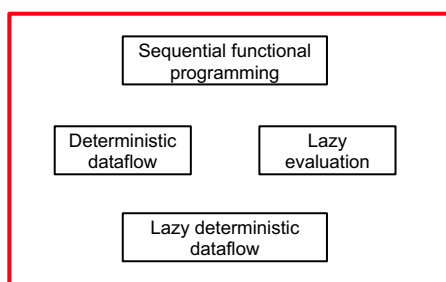 Sequential functional
programming
Deterministic
dataflow
Lazy
evaluation
Lazy deterministic
dataflow